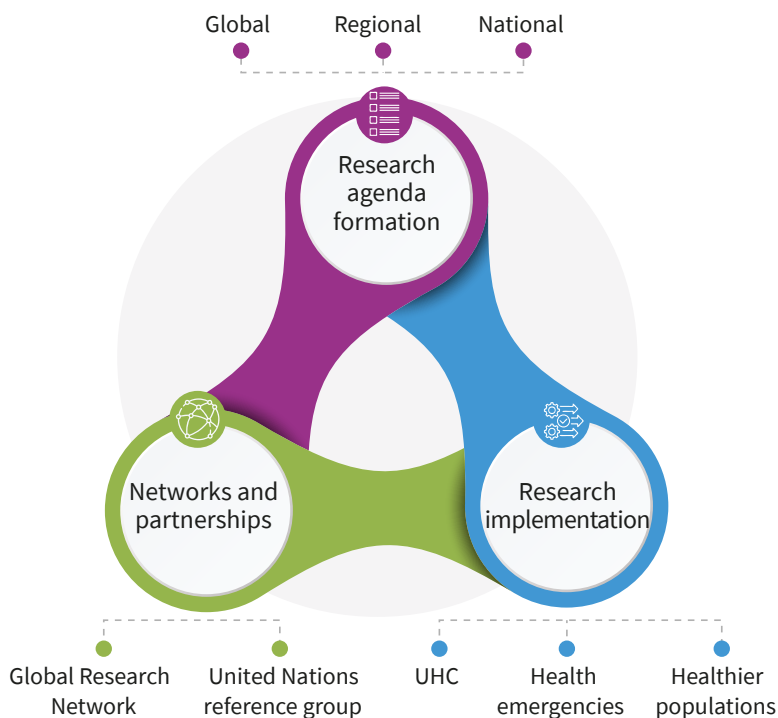 Global Regional National
Research
agenda
formation
Networks and
partnerships
Research
implementation
Global Research
Network
United Nations
reference group
UHC
Health
emergencies
Healthier
populations